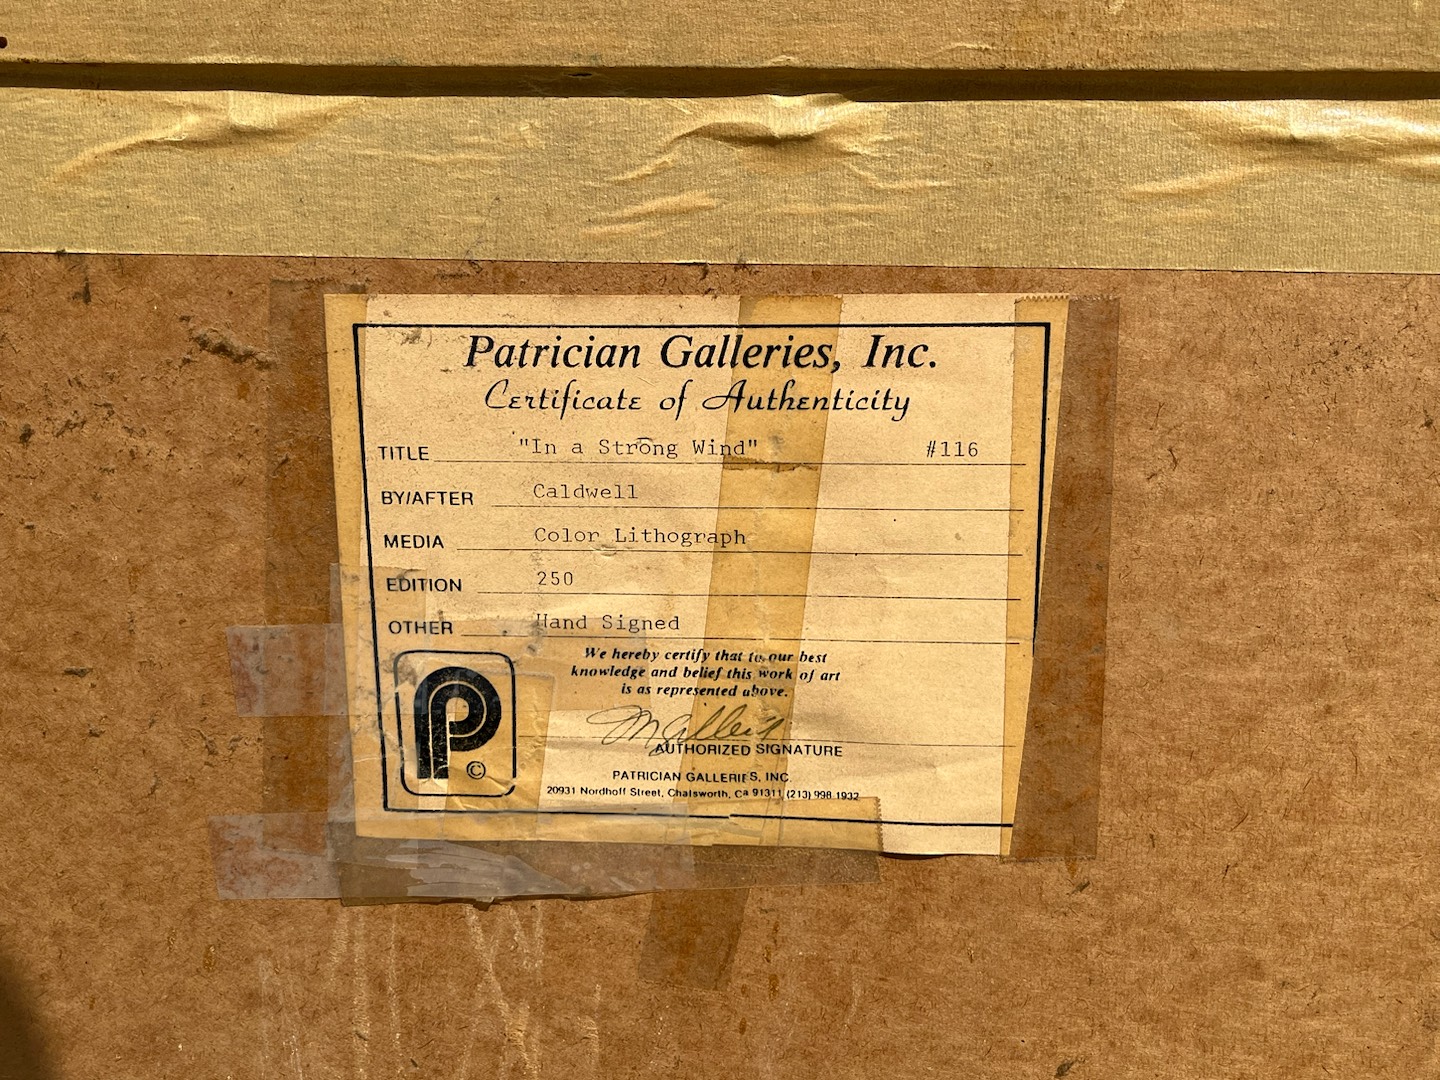 Patrician Galleries, Inc.
Certificate of Authenticity
TITLE "In a Strong Wind" #116
BY/AFTER Caldwell
MEDIA Color Lithograph
EDITION 250
OTHER Hand Signed
We hereby certify that to our best
knowledge and belief this work of art
is as represented above.
AUTHORIZED SIGNATURE
P ©
PATRICIAN GALLERIES, INC.
20931 Nordhoff Street, Chatsworth, Ca 91311 (213) 998 1932